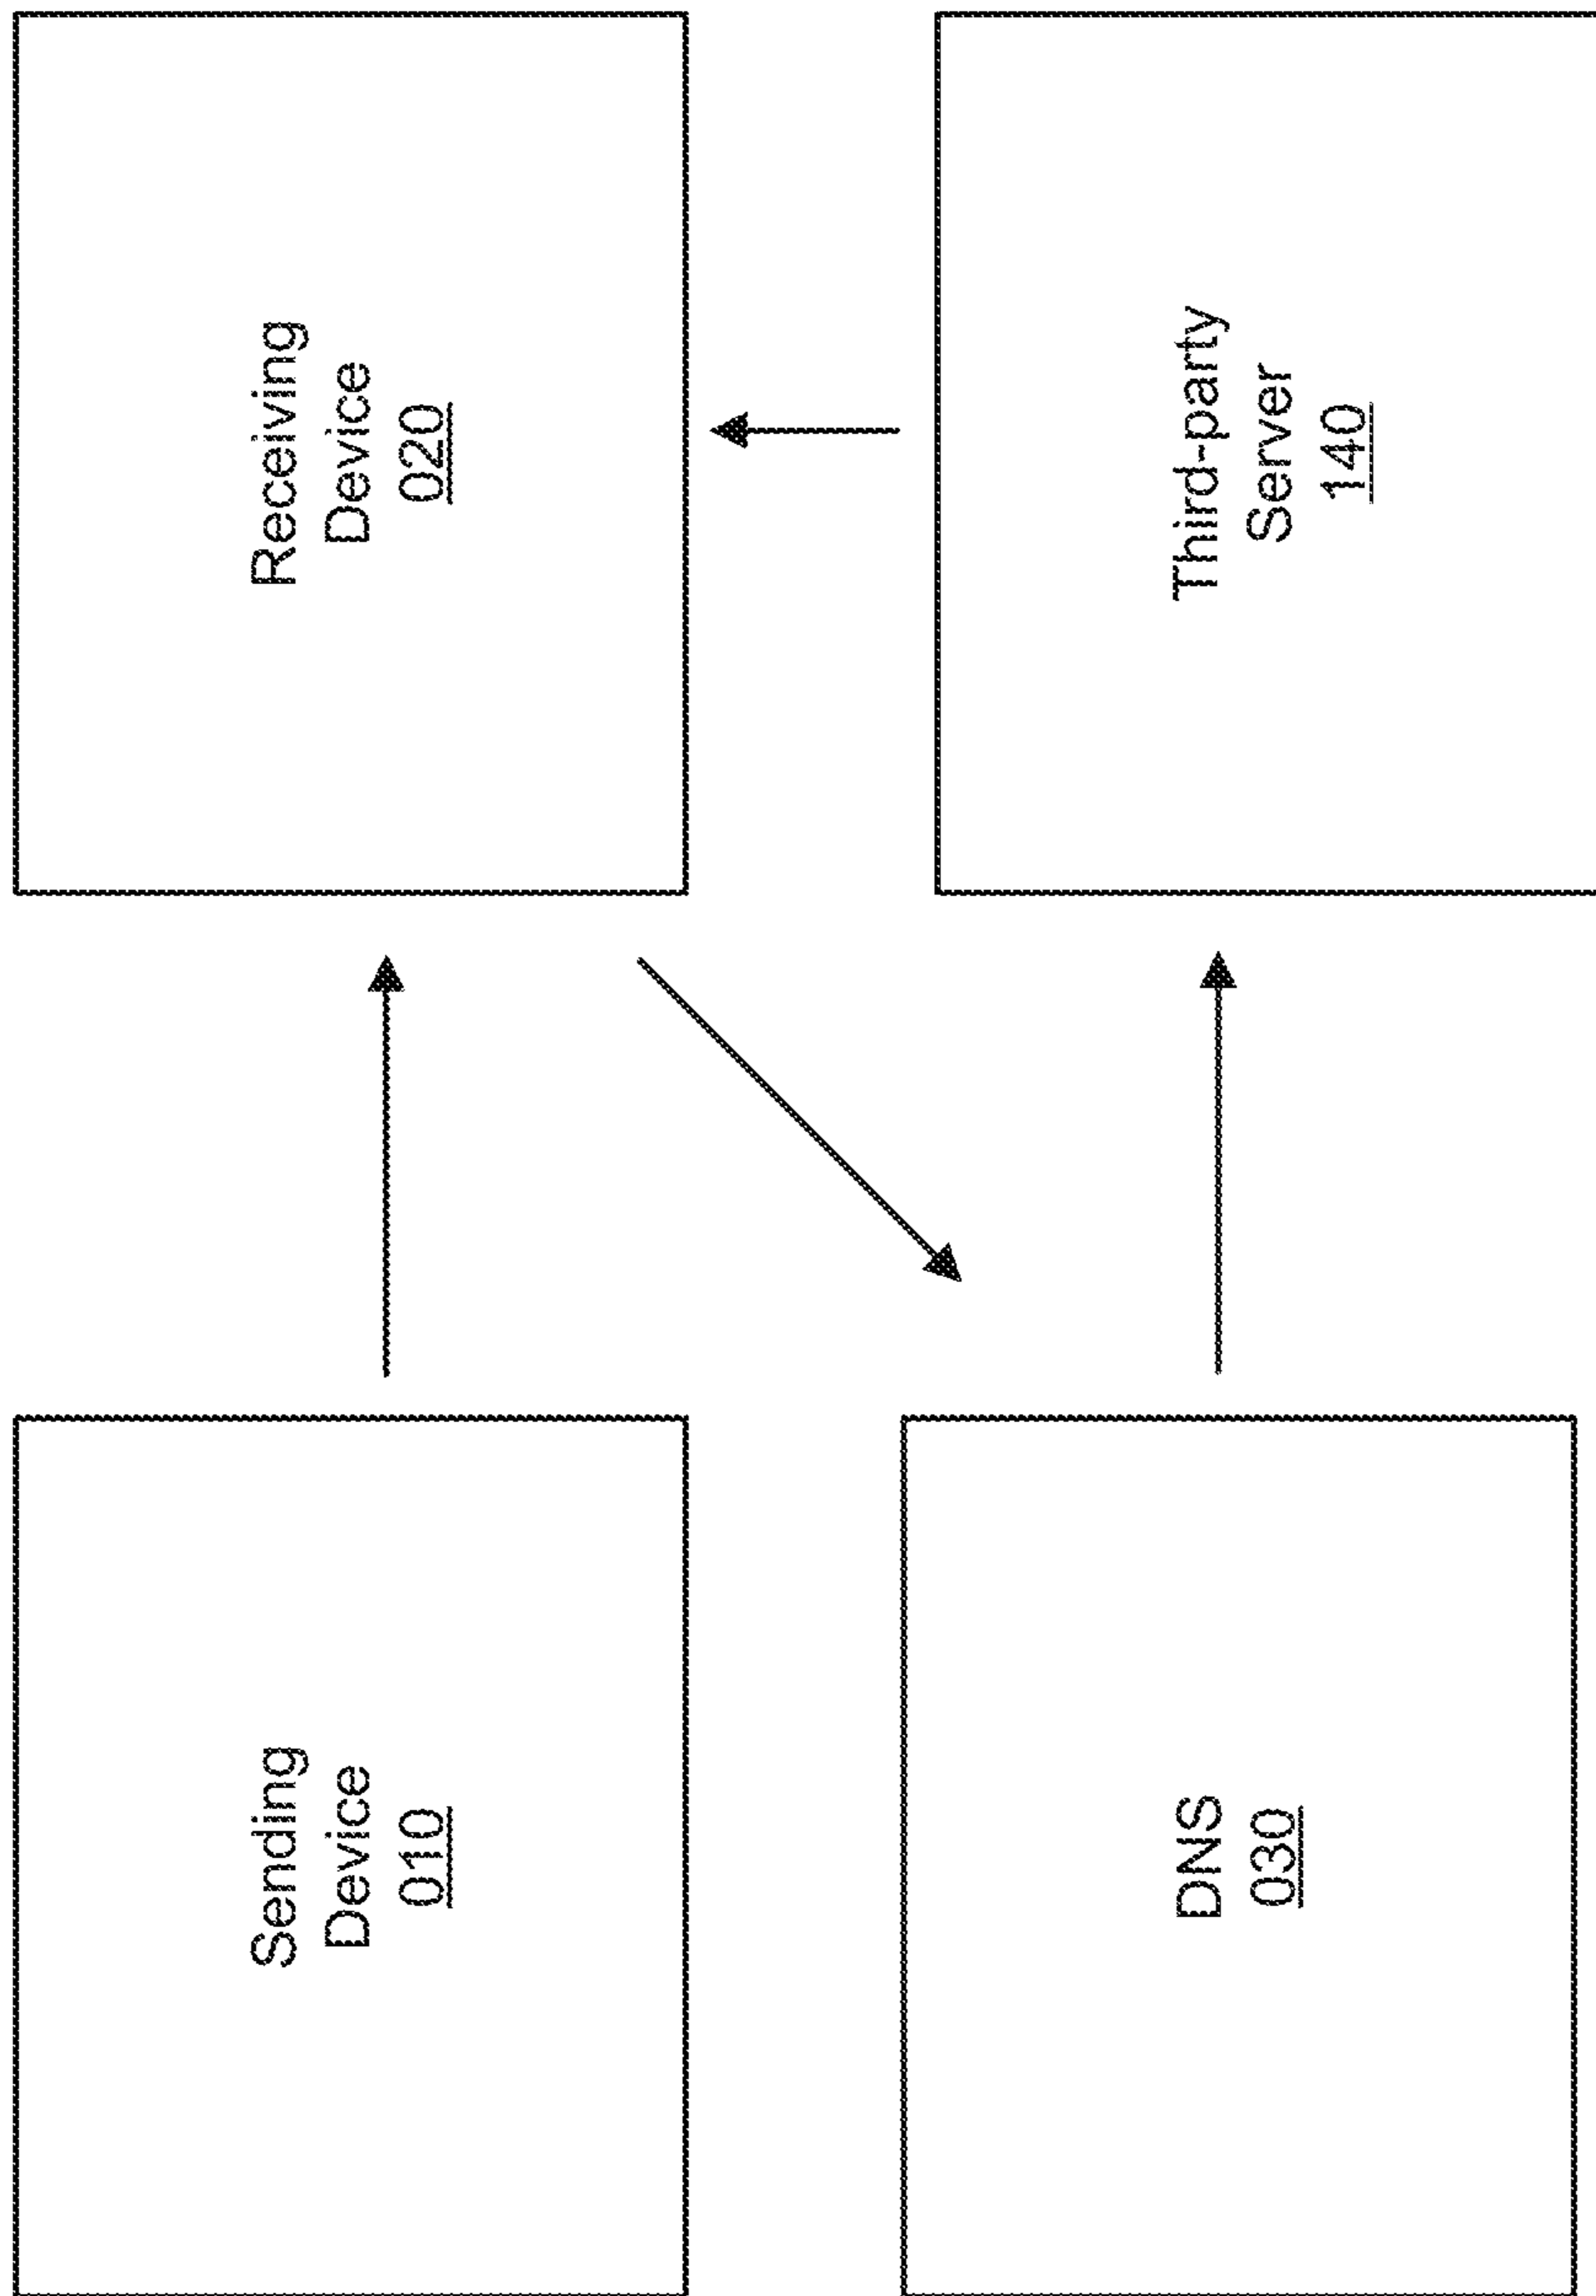 Sending
Device
010
Receiving
Device
020
DNS
030
Third-party
Server
140